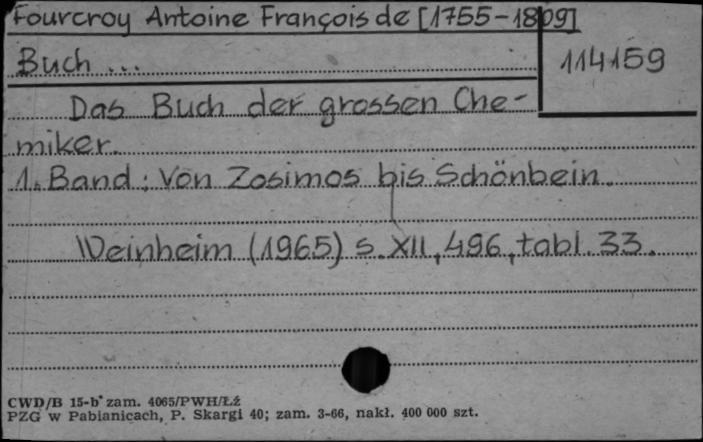 Fourcroy Antoine François de [1755-1809]
Buch ...
114159
Das Buch der grossen Che-
miker.
1. Band: Von Zosimos bis Schönbein.
Weinheim (1965) s. XII, 496, tabl. 33.
CWD/B 15-b* zam. 4065/PWH/Łź
PZG w Pabianicach, P. Skargi 40; zam. 3-66, nakł. 400 000 szt.